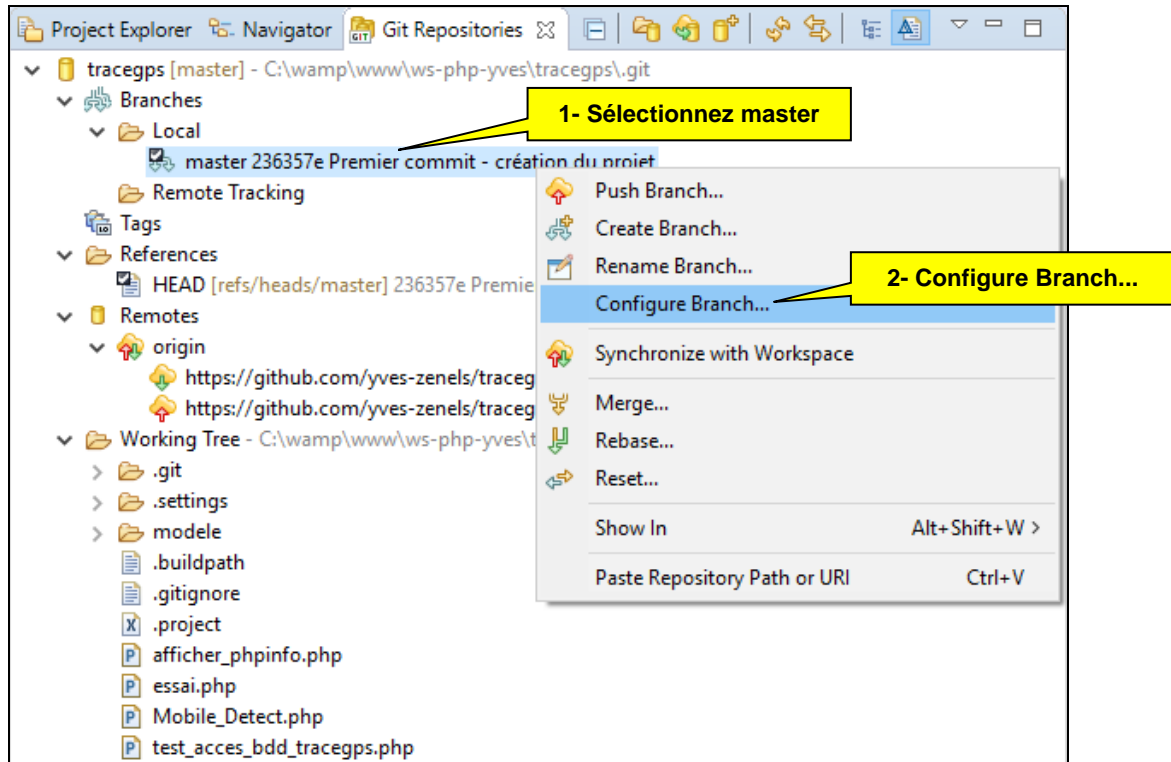 Project Explorer Navigator Git Repositories
tracegps [master] - C:\wamp\www\ws-php-yves\tracegps\.git
Branches
1- Sélectionnez master
Local
master 236357e Premier commit - création du projet
Remote Tracking
Tags
References
HEAD [refs/heads/master] 236357e Premie
Remotes
origin
https://github.com/yves-zenels/traceg
https://github.com/yves-zenels/traceg
Working Tree - C:\wamp\www\ws-php-yves\t
.git
.settings
modele
.buildpath
.gitignore
.project
afficher_phpinfo.php
essai.php
Mobile_Detect.php
test_acces_bdd_tracegps.php
Push Branch...
Create Branch...
Rename Branch...
2- Configure Branch...
Configure Branch...
Synchronize with Workspace
Merge...
Rebase...
Reset...
Show In Alt+Shift+W >
Paste Repository Path or URI Ctrl+V